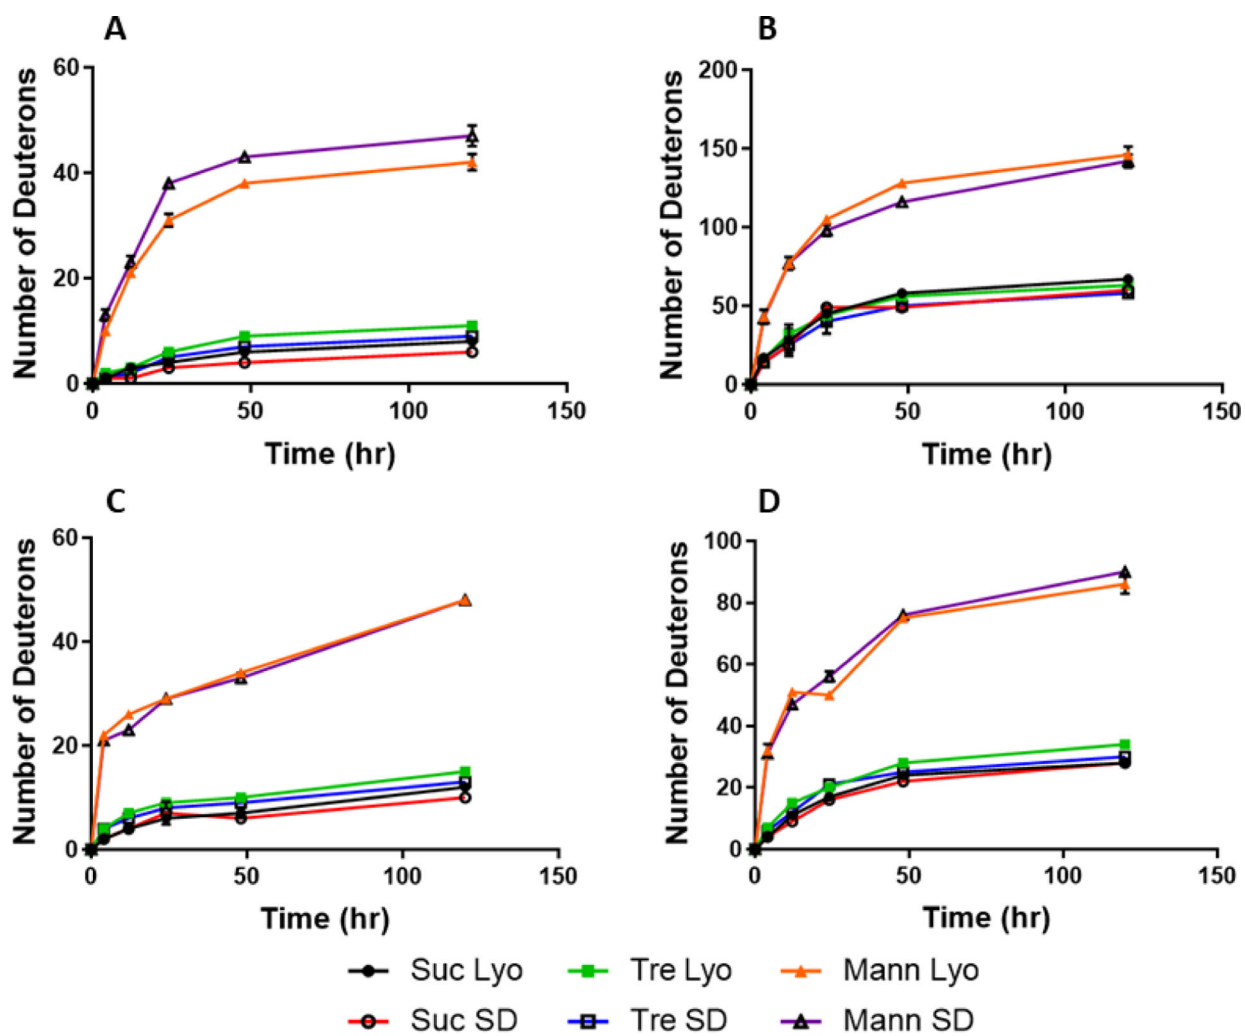 A
Number of Deuterons
60
40
20
0
0 50 100 150
Time (hr)
B
Number of Deuterons
200
150
100
50
0
0 50 100 150
Time (hr)
C
Number of Deuterons
60
40
20
0
0 50 100 150
Time (hr)
D
Number of Deuterons
100
80
60
40
20
0
0 50 100 150
Time (hr)
Suc Lyo Tre Lyo Mann Lyo
Suc SD Tre SD Mann SD